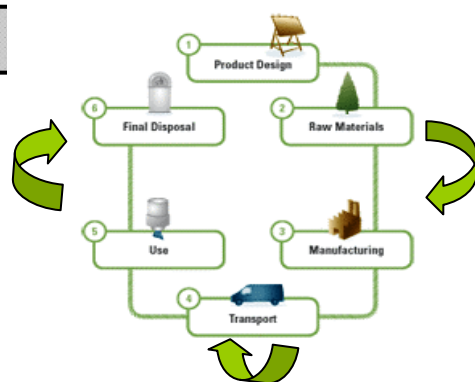 1
Product Design
2
Raw Materials
3
Manufacturing
4
Transport
5
Use
6
Final Disposal